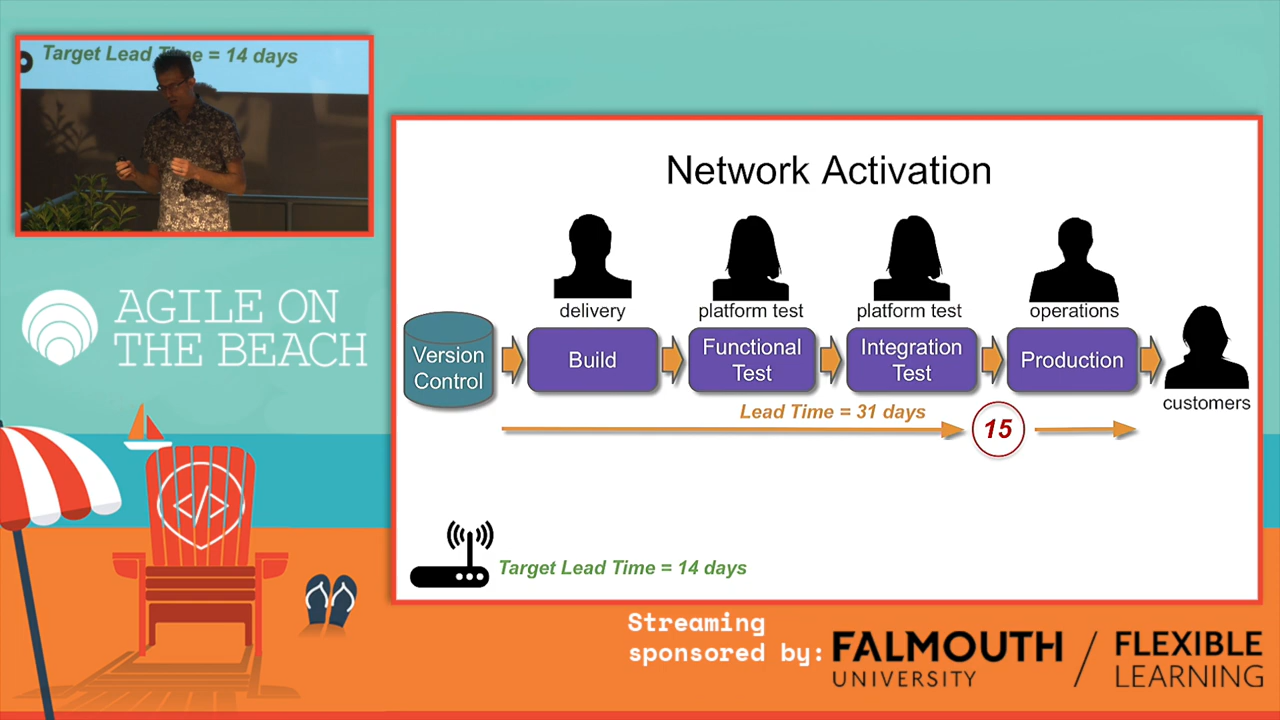 Target Lead Time = 14 days
AGILE ON
THE BEACH
</>
Network Activation
delivery
platform test
platform test
operations
Version
Control
Build
Functional
Test
Integration
Test
Production
customers
Lead Time = 31 days
15
Target Lead Time = 14 days
Streaming
sponsored by:
FALMOUTH
UNIVERSITY
/
FLEXIBLE
LEARNING